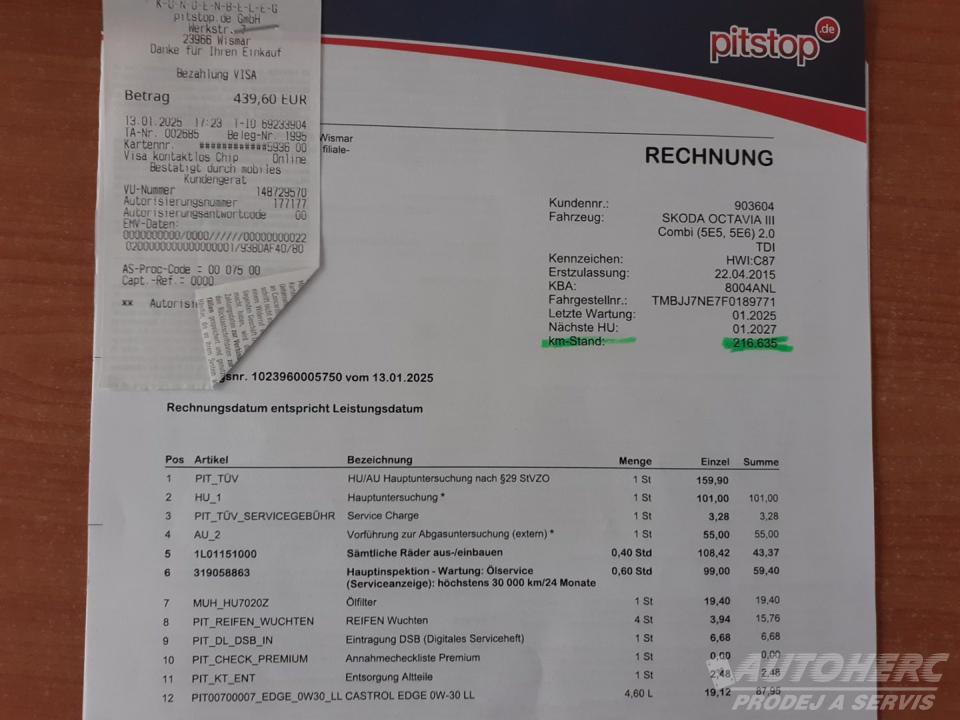 K-U-N-D-E-N-B-E-L-E-G
pitstop.de GmbH
Werkstr.
23966 Wismar
Danke für Ihren Einkauf
Bezahlung VISA
Betrag 439,60 EUR
13.01.2025 17:23 T-ID 69233904
TA-Nr. 002685 Beleg-Nr. 1995
Kartennr. ############5936 00
Visa kontaktlos Chip Online
Bestätigt durch mobiles
Kundengerät
VU-Nummer 148729570
Autorisierungsnummer 177177
Autorisierungsantwortcode 00
EMV-Daten:
0000000000/0000//////00000000022
02000000000000000001/938DAF40/80
AS-Proc-Code = 00 075 00
Capt.-Ref.= 0000
** Autorisi
pitstop.de
Wismar
filiale-
RECHNUNG
Kundennr.: 903604
Fahrzeug: SKODA OCTAVIA III
Combi (5E5, 5E6) 2.0
TDI
Kennzeichen: HWI:C87
Erstzulassung: 22.04.2015
KBA: 8004ANL
Fahrgestellnr.: TMBJJ7NE7F0189771
Letzte Wartung: 01.2025
Nächste HU: 01.2027
km-Stand: 216.635
gsnr. 1023960005750 vom 13.01.2025
Rechnungsdatum entspricht Leistungsdatum
Pos Artikel Bezeichnung Menge Einzel Summe
1 PIT_TÜV HU/AU Hauptuntersuchung nach §29 StVZO 1 St 159,90
2 HU_1 Hauptuntersuchung * 1 St 101,00 101,00
3 PIT_TÜV_SERVICEGEBÜHR Service Charge 1 St 3,28 3,28
4 AU_2 Vorführung zur Abgasuntersuchung (extern) * 1 St 55,00 55,00
5 1L01151000 Sämtliche Räder aus-/einbauen 0,40 Std 108,42 43,37
6 319058863 Hauptinspektion - Wartung: Ölservice 0,60 Std 99,00 59,40
(Serviceanzeige): höchstens 30 000 km/24 Monate
7 MUH_HU7020Z Ölfilter 1 St 19,40 19,40
8 PIT_REIFEN_WUCHTEN REIFEN Wuchten 4 St 3,94 15,76
9 PIT_DL_DSB_IN Eintragung DSB (Digitales Serviceheft) 1 St 6,68 6,68
10 PIT_CHECK_PREMIUM Annahmecheckliste Premium 1 St 0,00 0,00
11 PIT_KT_ENT Entsorgung Altteile 1 St 2,48 2,48
12 PIT00700007_EDGE_0W30_LL CASTROL EDGE 0W-30 LL 4,60 L 19,12 87,95
AUTOHERC
PRODEJ A SERVIS